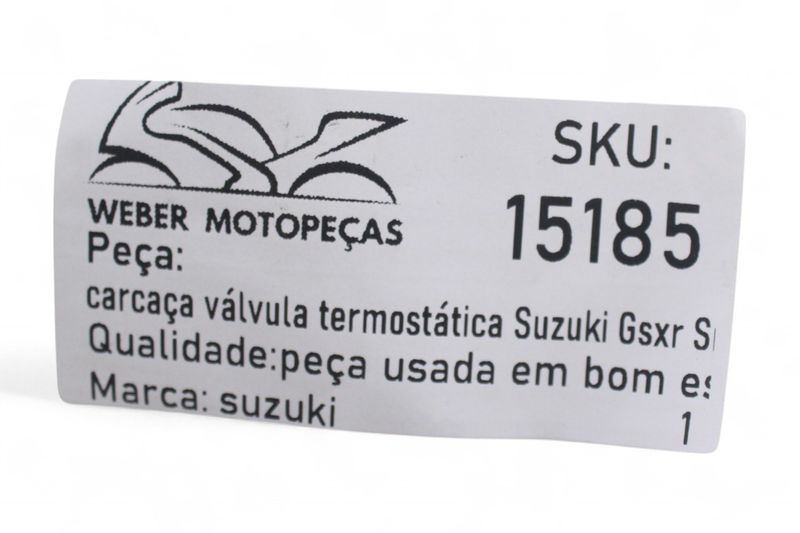 WEBER MOTOPEÇAS
SKU:
15185
Peça:
carcaça válvula termostática Suzuki Gsxr
Qualidade:peça usada em bom
Marca: suzuki
1